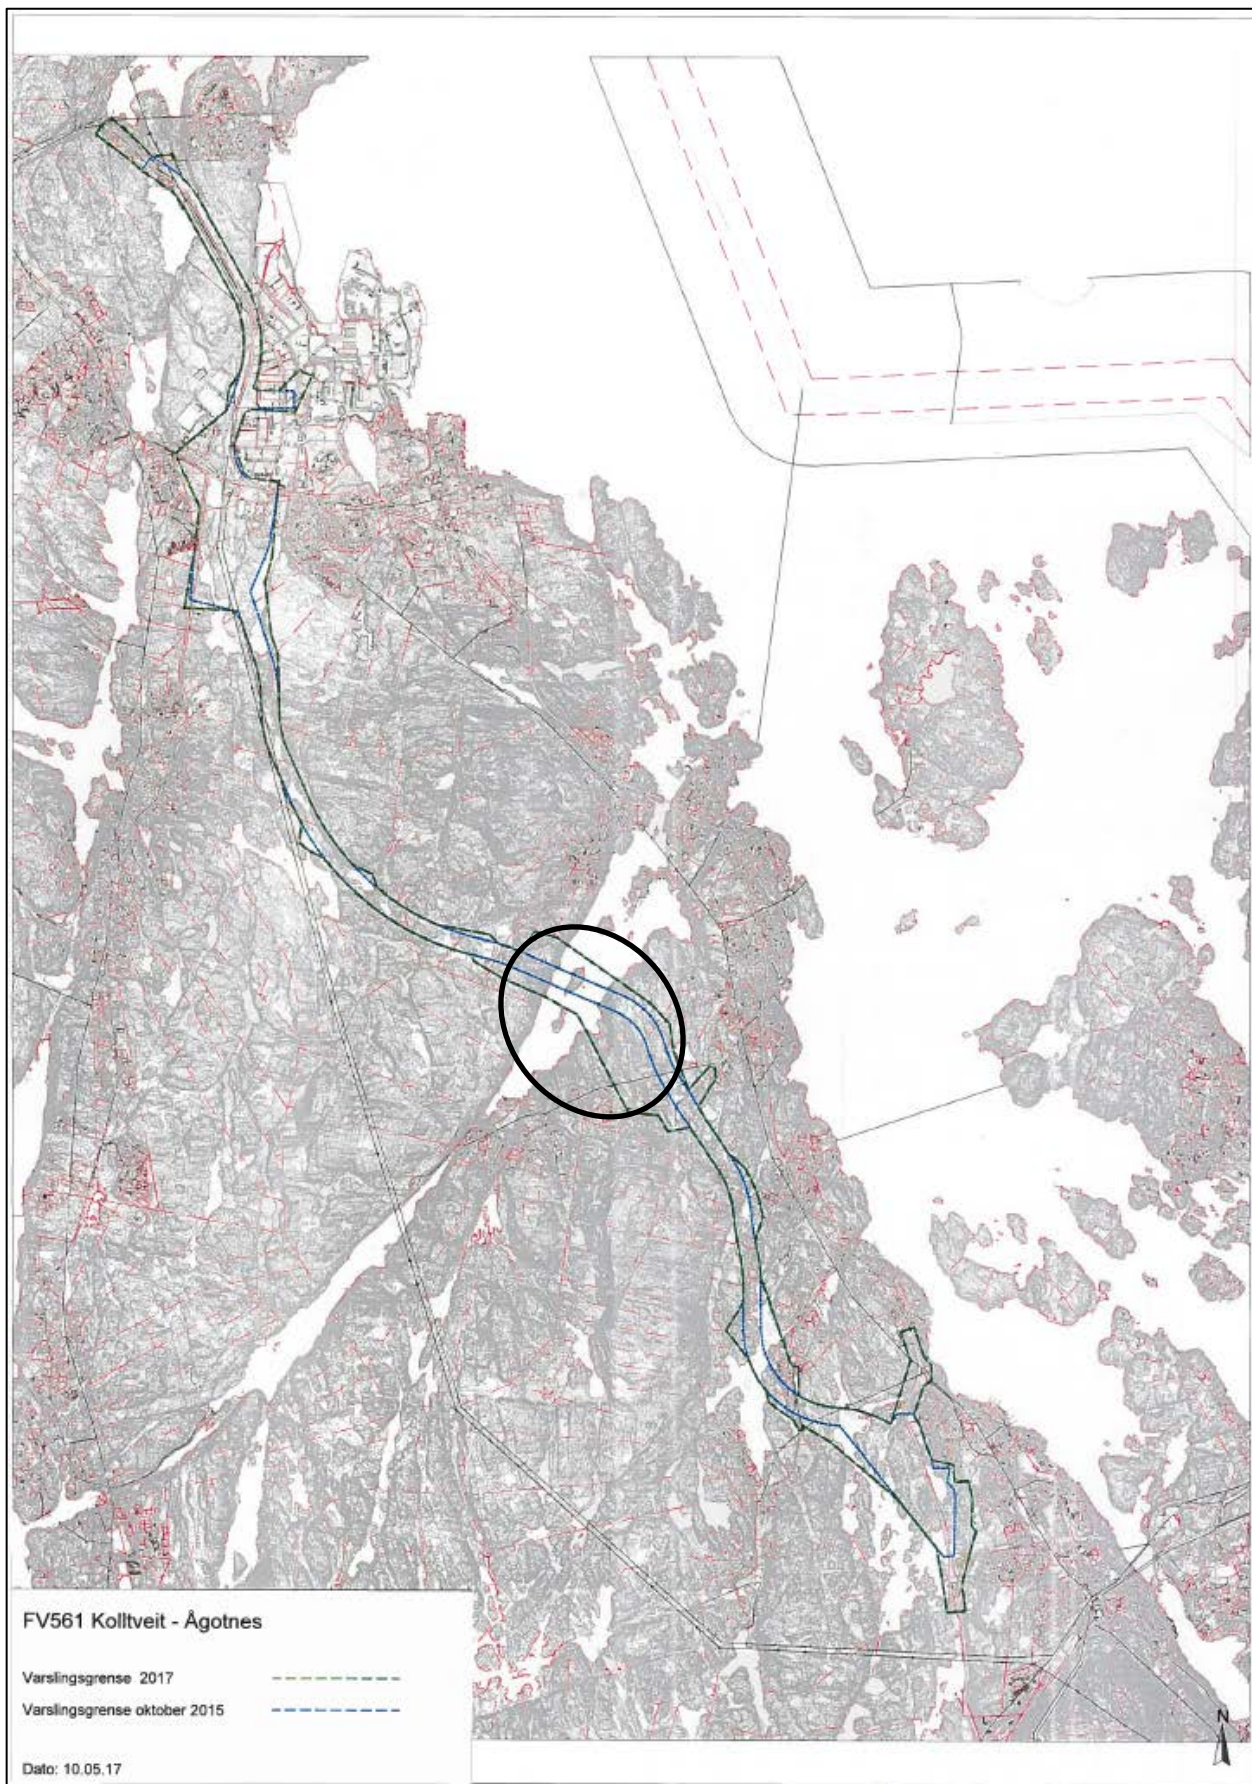 FV561 Kolltveit - Ågotnes
Varslingsgrense 2017
Varslingsgrense oktober 2015
Dato: 10.05.17
N